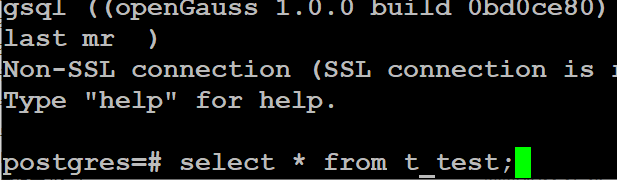 gsql ((openGauss 1.0.0 build 0bd0ce80)
last mr  )
Non-SSL connection (SSL connection is
Type "help" for help.
postgres=# select * from t_test;